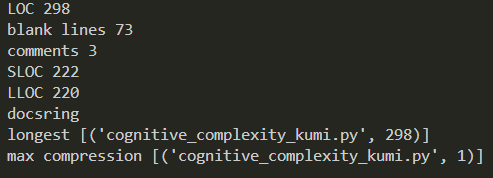 LOC 298
blank lines 73
comments 3
SLOC 222
LLOC 220
docsring
longest [('cognitive_complexity_kumi.py', 298)]
max compression [('cognitive_complexity_kumi.py', 1)]